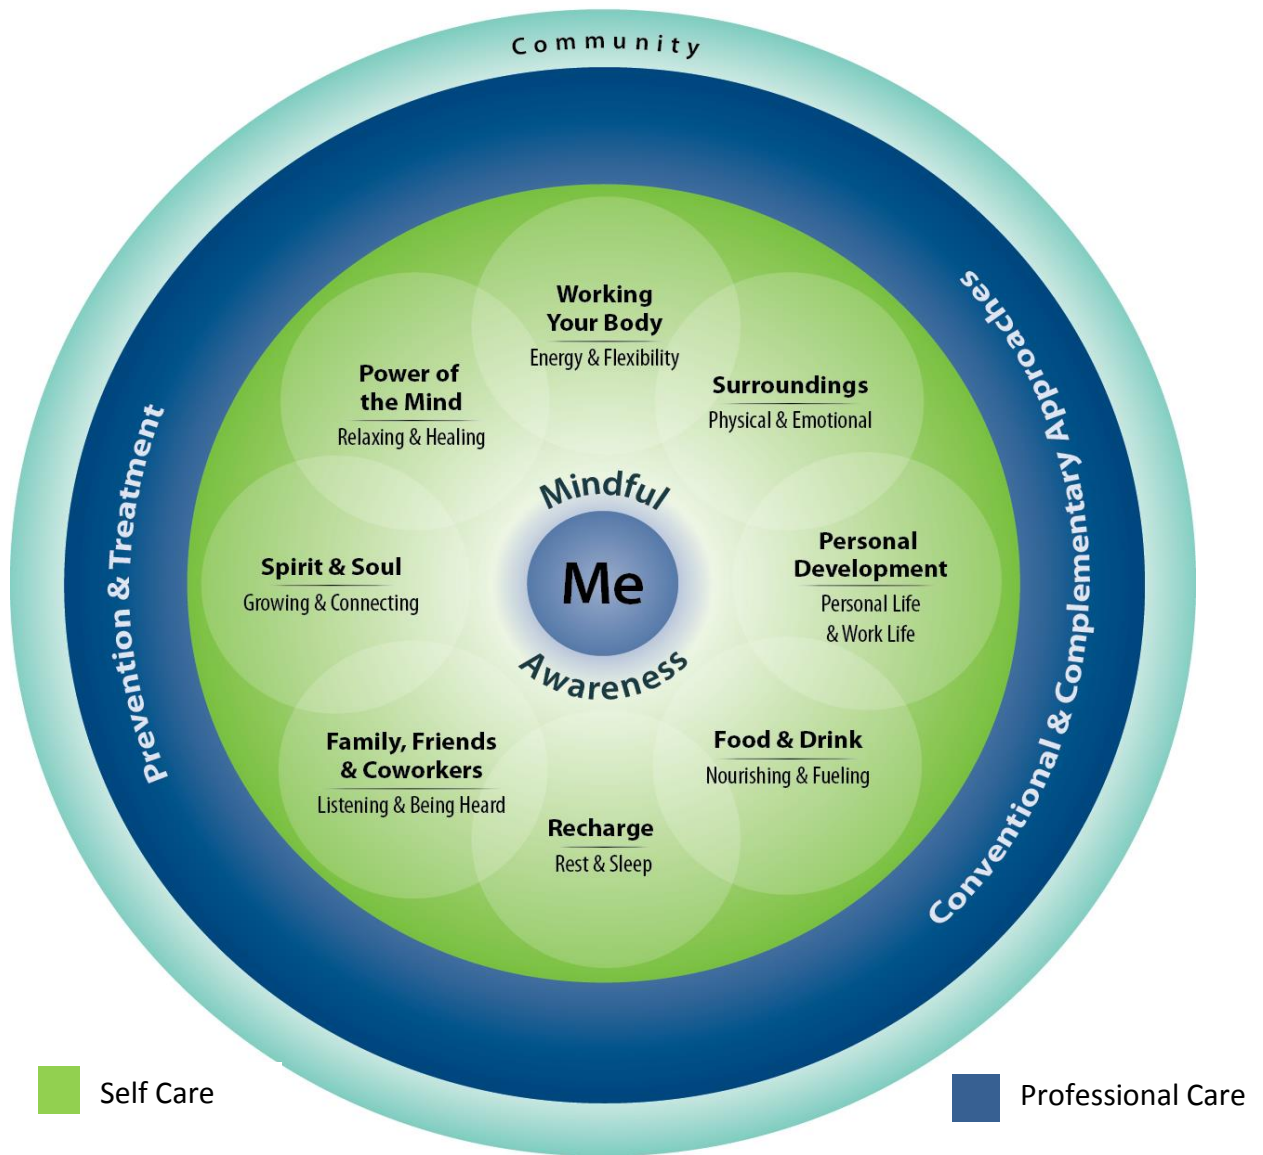 Community
Prevention & Treatment
Conventional & Complementary Approaches
Working
Your Body
Energy & Flexibility
Surroundings
Physical & Emotional
Personal
Development
Personal Life
& Work Life
Food & Drink
Nourishing & Fueling
Recharge
Rest & Sleep
Family, Friends
& Coworkers
Listening & Being Heard
Spirit & Soul
Growing & Connecting
Power of
the Mind
Relaxing & Healing
Mindful
Me
Awareness
Self Care
Professional Care